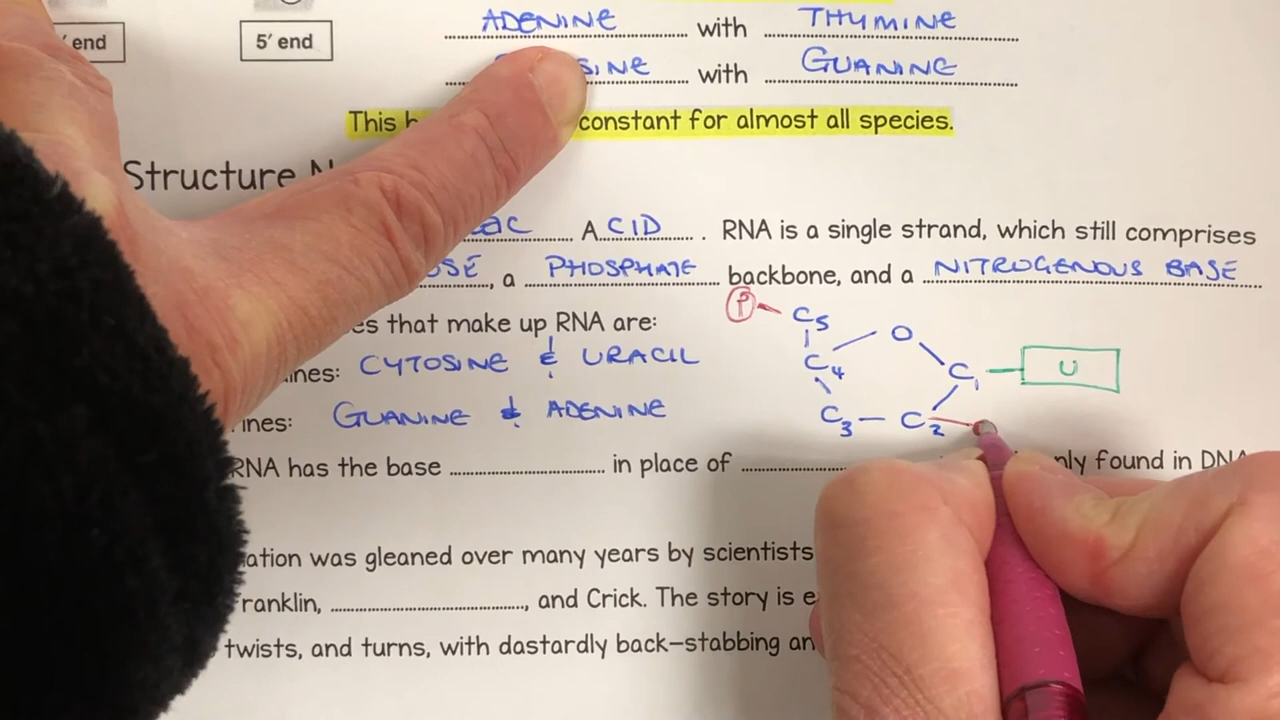 end 5' end
ADENINE with THYMINE
SINE with GUANINE
This constant for almost all species.
Structure
A CID. RNA is a single strand, which still comprises
OSE, a PHOSPHATE backbone, and a NITROGENOUS BASE
es that make up RNA are:
ines: CYTOSINE & URACIL
ines: GUANINE & ADENINE
P C5 O
C4 C1 U
C3 C2
RNA has the base in place of nly found in DNA
ation was gleaned over many years by scientists
ranklin, , and Crick. The story is
twists, and turns, with dastardly back-stabbing an